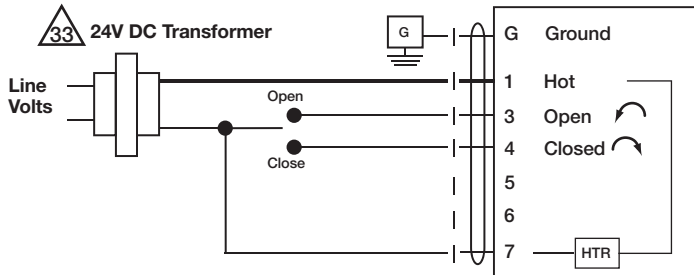 33 24V DC Transformer
Line
Volts
Open
Close
G
G Ground
1 Hot
3 Open
4 Closed
5
6
7 HTR